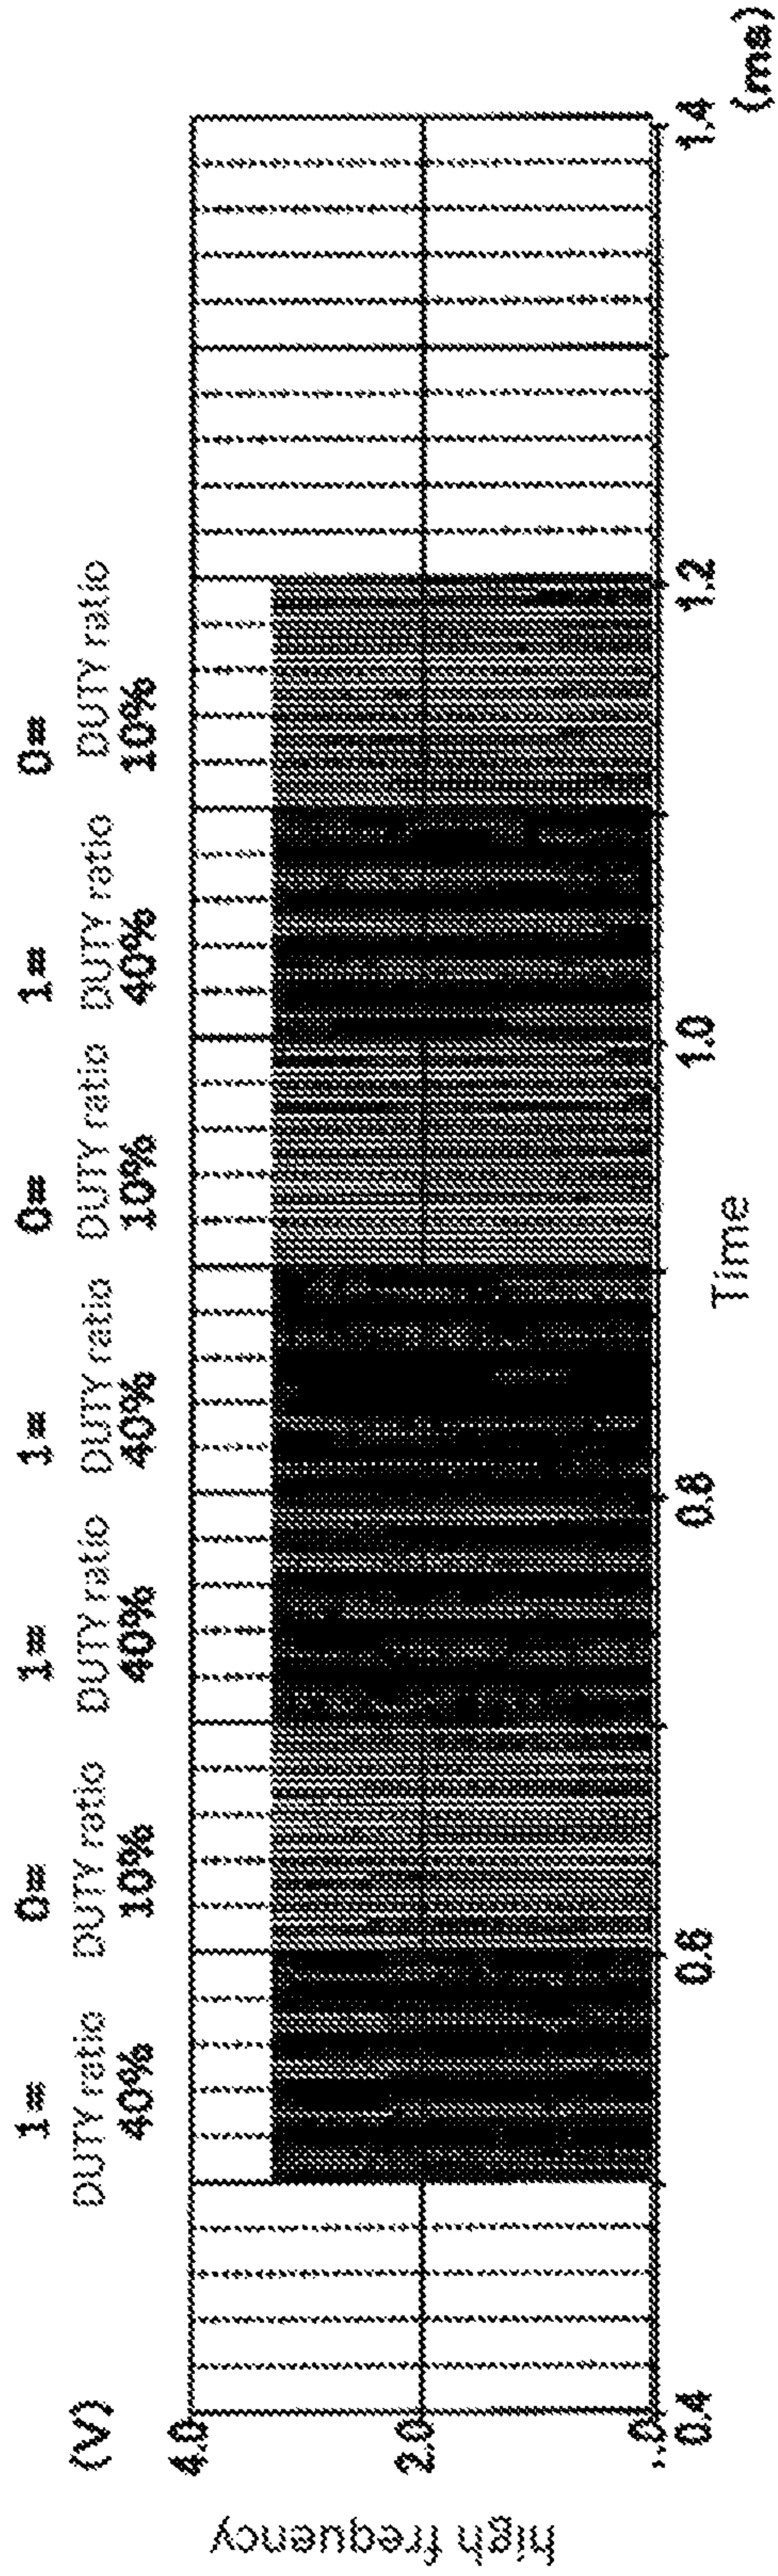 1= 0= 1= 1= 0= 1= 0=
(V) DUTY ratio DUTY ratio DUTY ratio DUTY ratio DUTY ratio DUTY ratio DUTY ratio
40% 10% 40% 40% 10% 40% 10%
4.0
high frequency
2.0
0.4 0.6 0.8 1.0 1.2 1.4
Time
(ms)